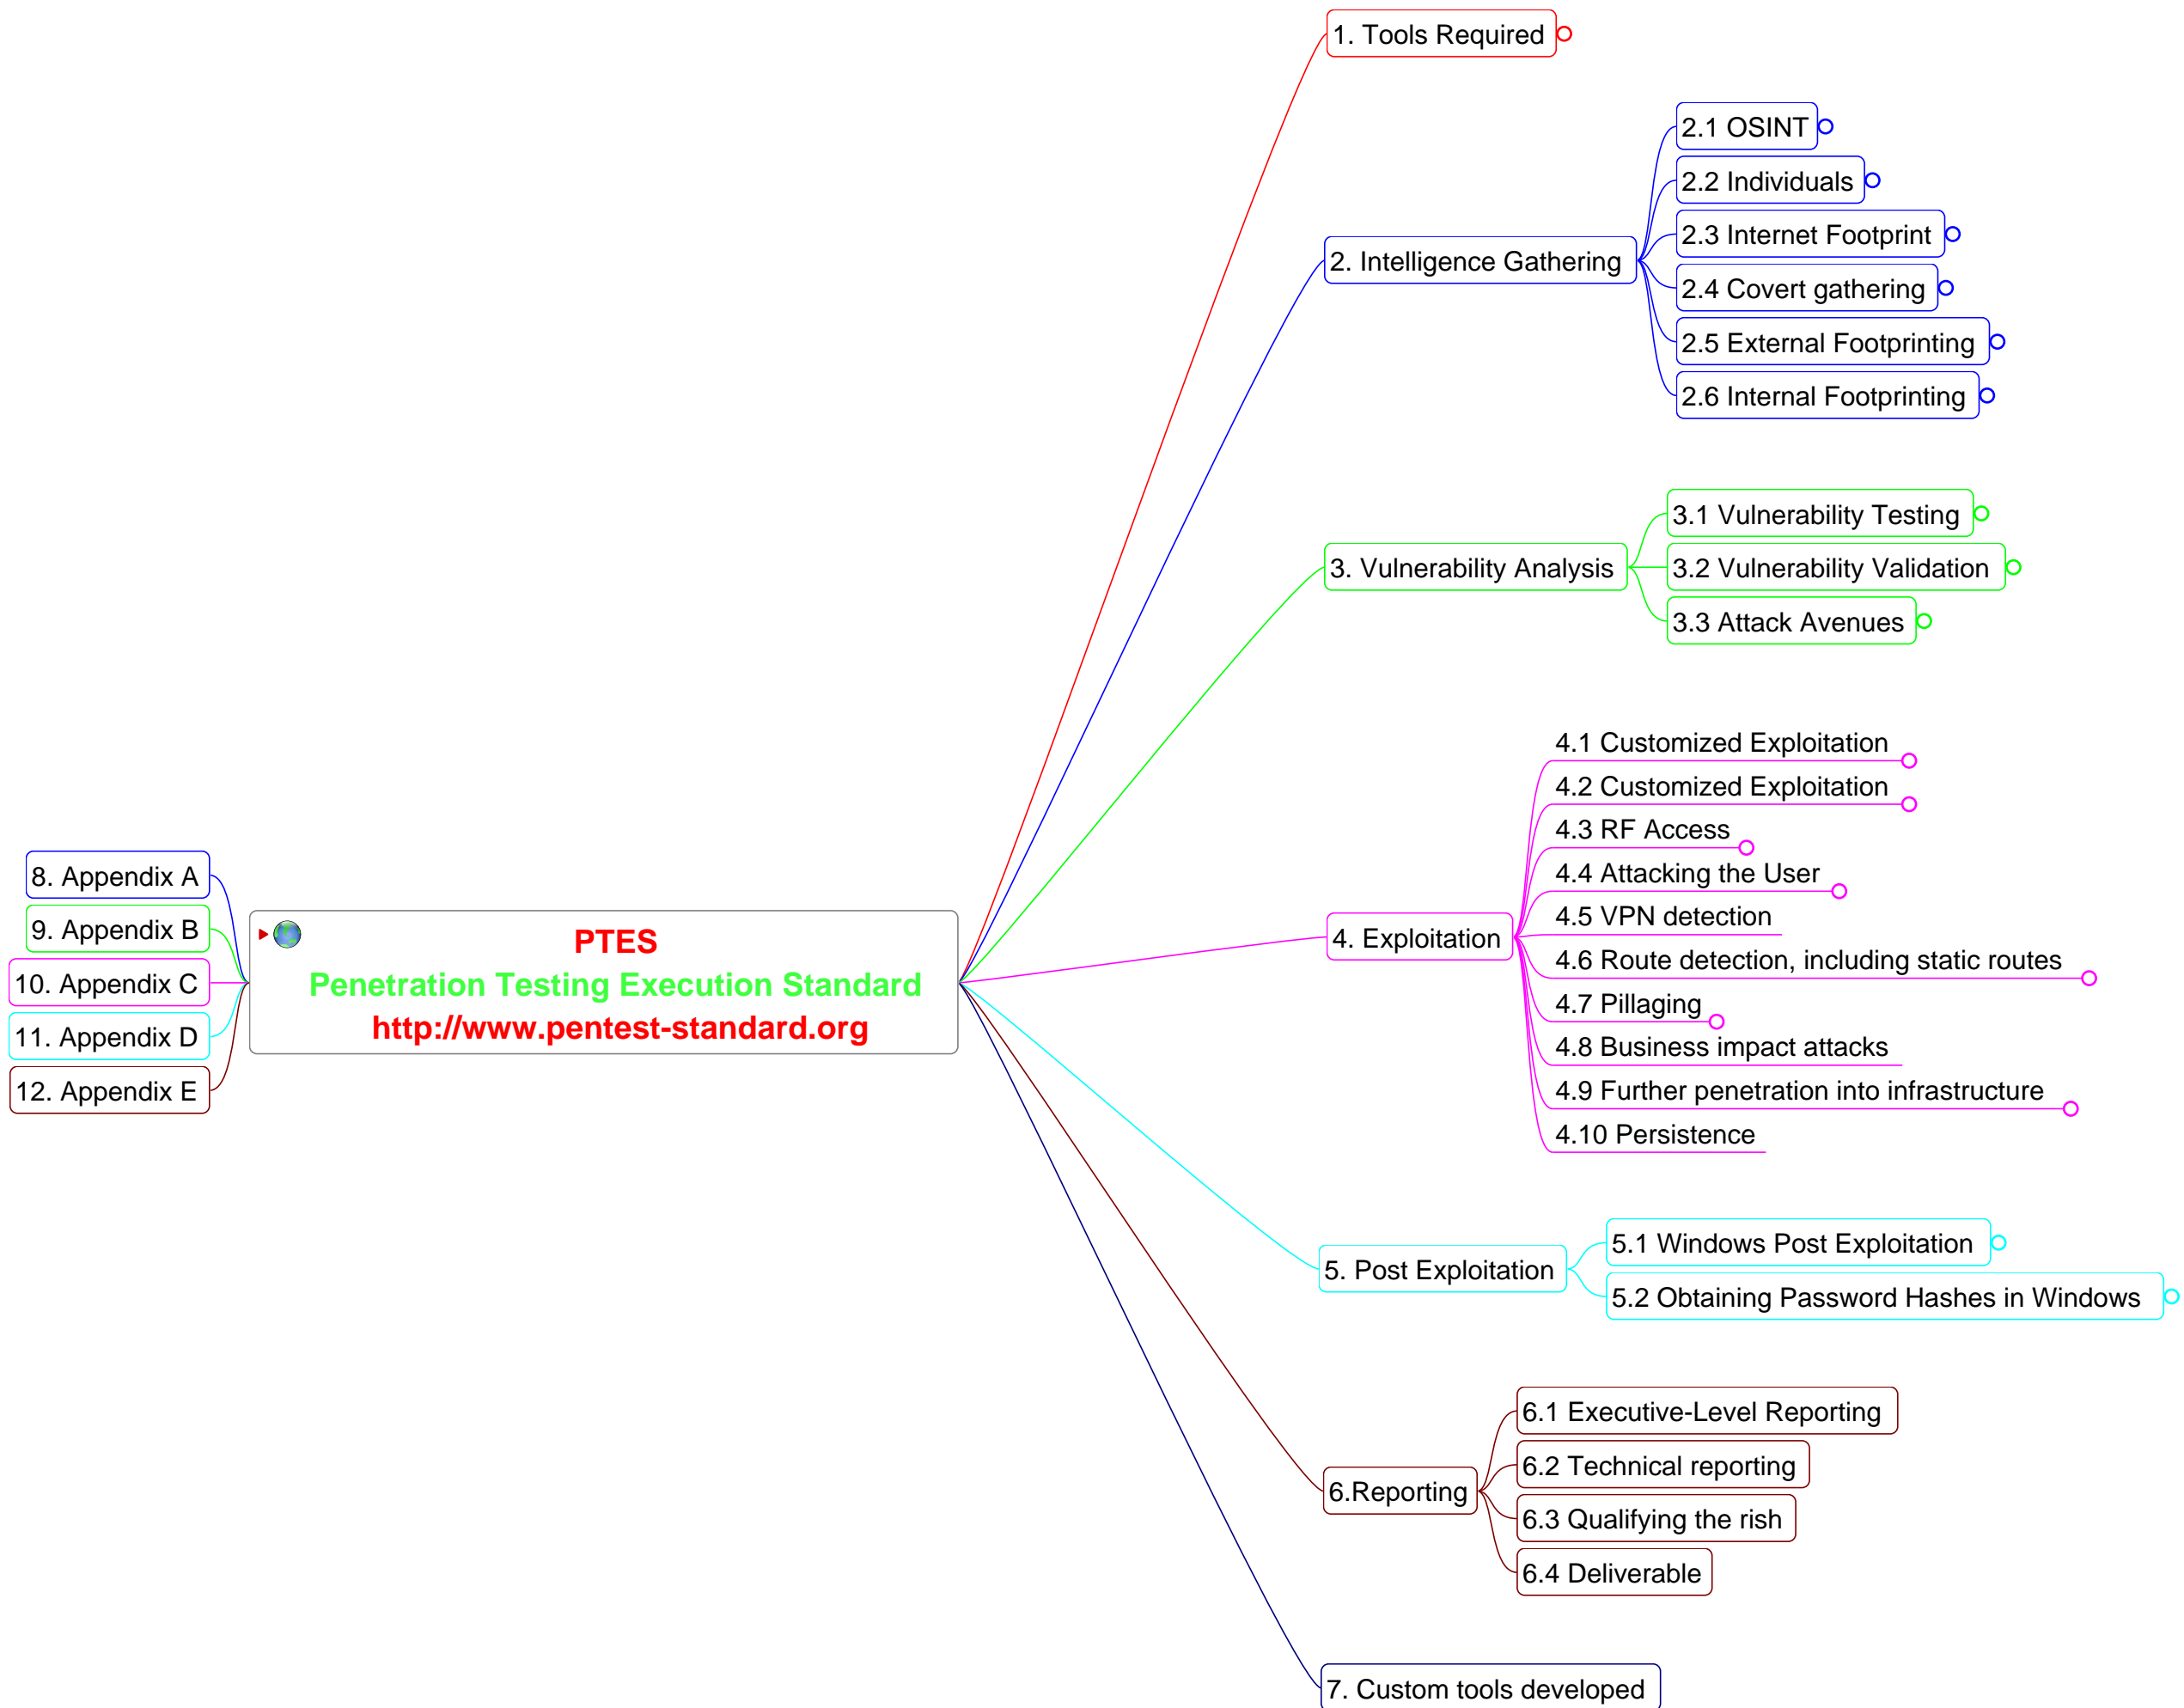 PTES
Penetration Testing Execution Standard
http://www.pentest-standard.org
1. Tools Required
2. Intelligence Gathering
2.1 OSINT
2.2 Individuals
2.3 Internet Footprint
2.4 Covert gathering
2.5 External Footprinting
2.6 Internal Footprinting
3. Vulnerability Analysis
3.1 Vulnerability Testing
3.2 Vulnerability Validation
3.3 Attack Avenues
4. Exploitation
4.1 Customized Exploitation
4.2 Customized Exploitation
4.3 RF Access
4.4 Attacking the User
4.5 VPN detection
4.6 Route detection, including static routes
4.7 Pillaging
4.8 Business impact attacks
4.9 Further penetration into infrastructure
4.10 Persistence
5. Post Exploitation
5.1 Windows Post Exploitation
5.2 Obtaining Password Hashes in Windows
6.Reporting
6.1 Executive-Level Reporting
6.2 Technical reporting
6.3 Qualifying the rish
6.4 Deliverable
7. Custom tools developed
8. Appendix A
9. Appendix B
10. Appendix C
11. Appendix D
12. Appendix E